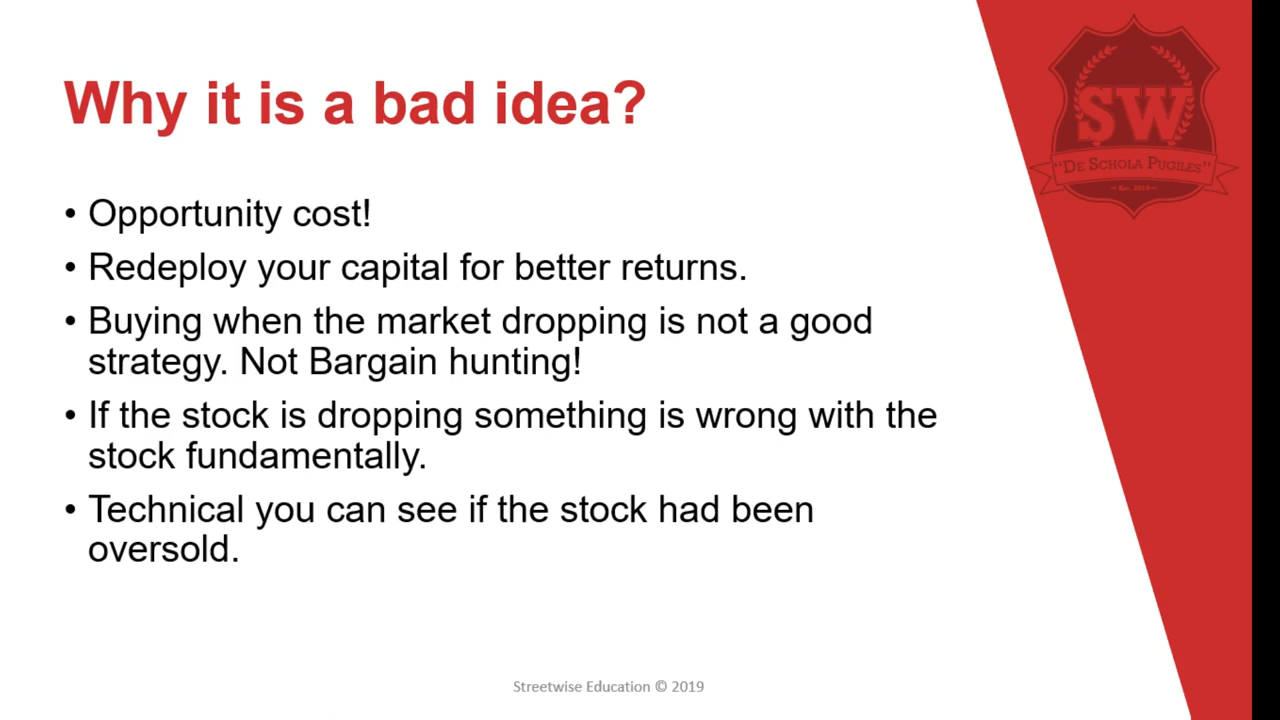 Why it is a bad idea?
SW
"DE SCHOLA PUGILES"
Est. 2019
• Opportunity cost!
• Redeploy your capital for better returns.
• Buying when the market dropping is not a good
strategy. Not Bargain hunting!
• If the stock is dropping something is wrong with the
stock fundamentally.
• Technical you can see if the stock had been
oversold.
Streetwise Education © 2019